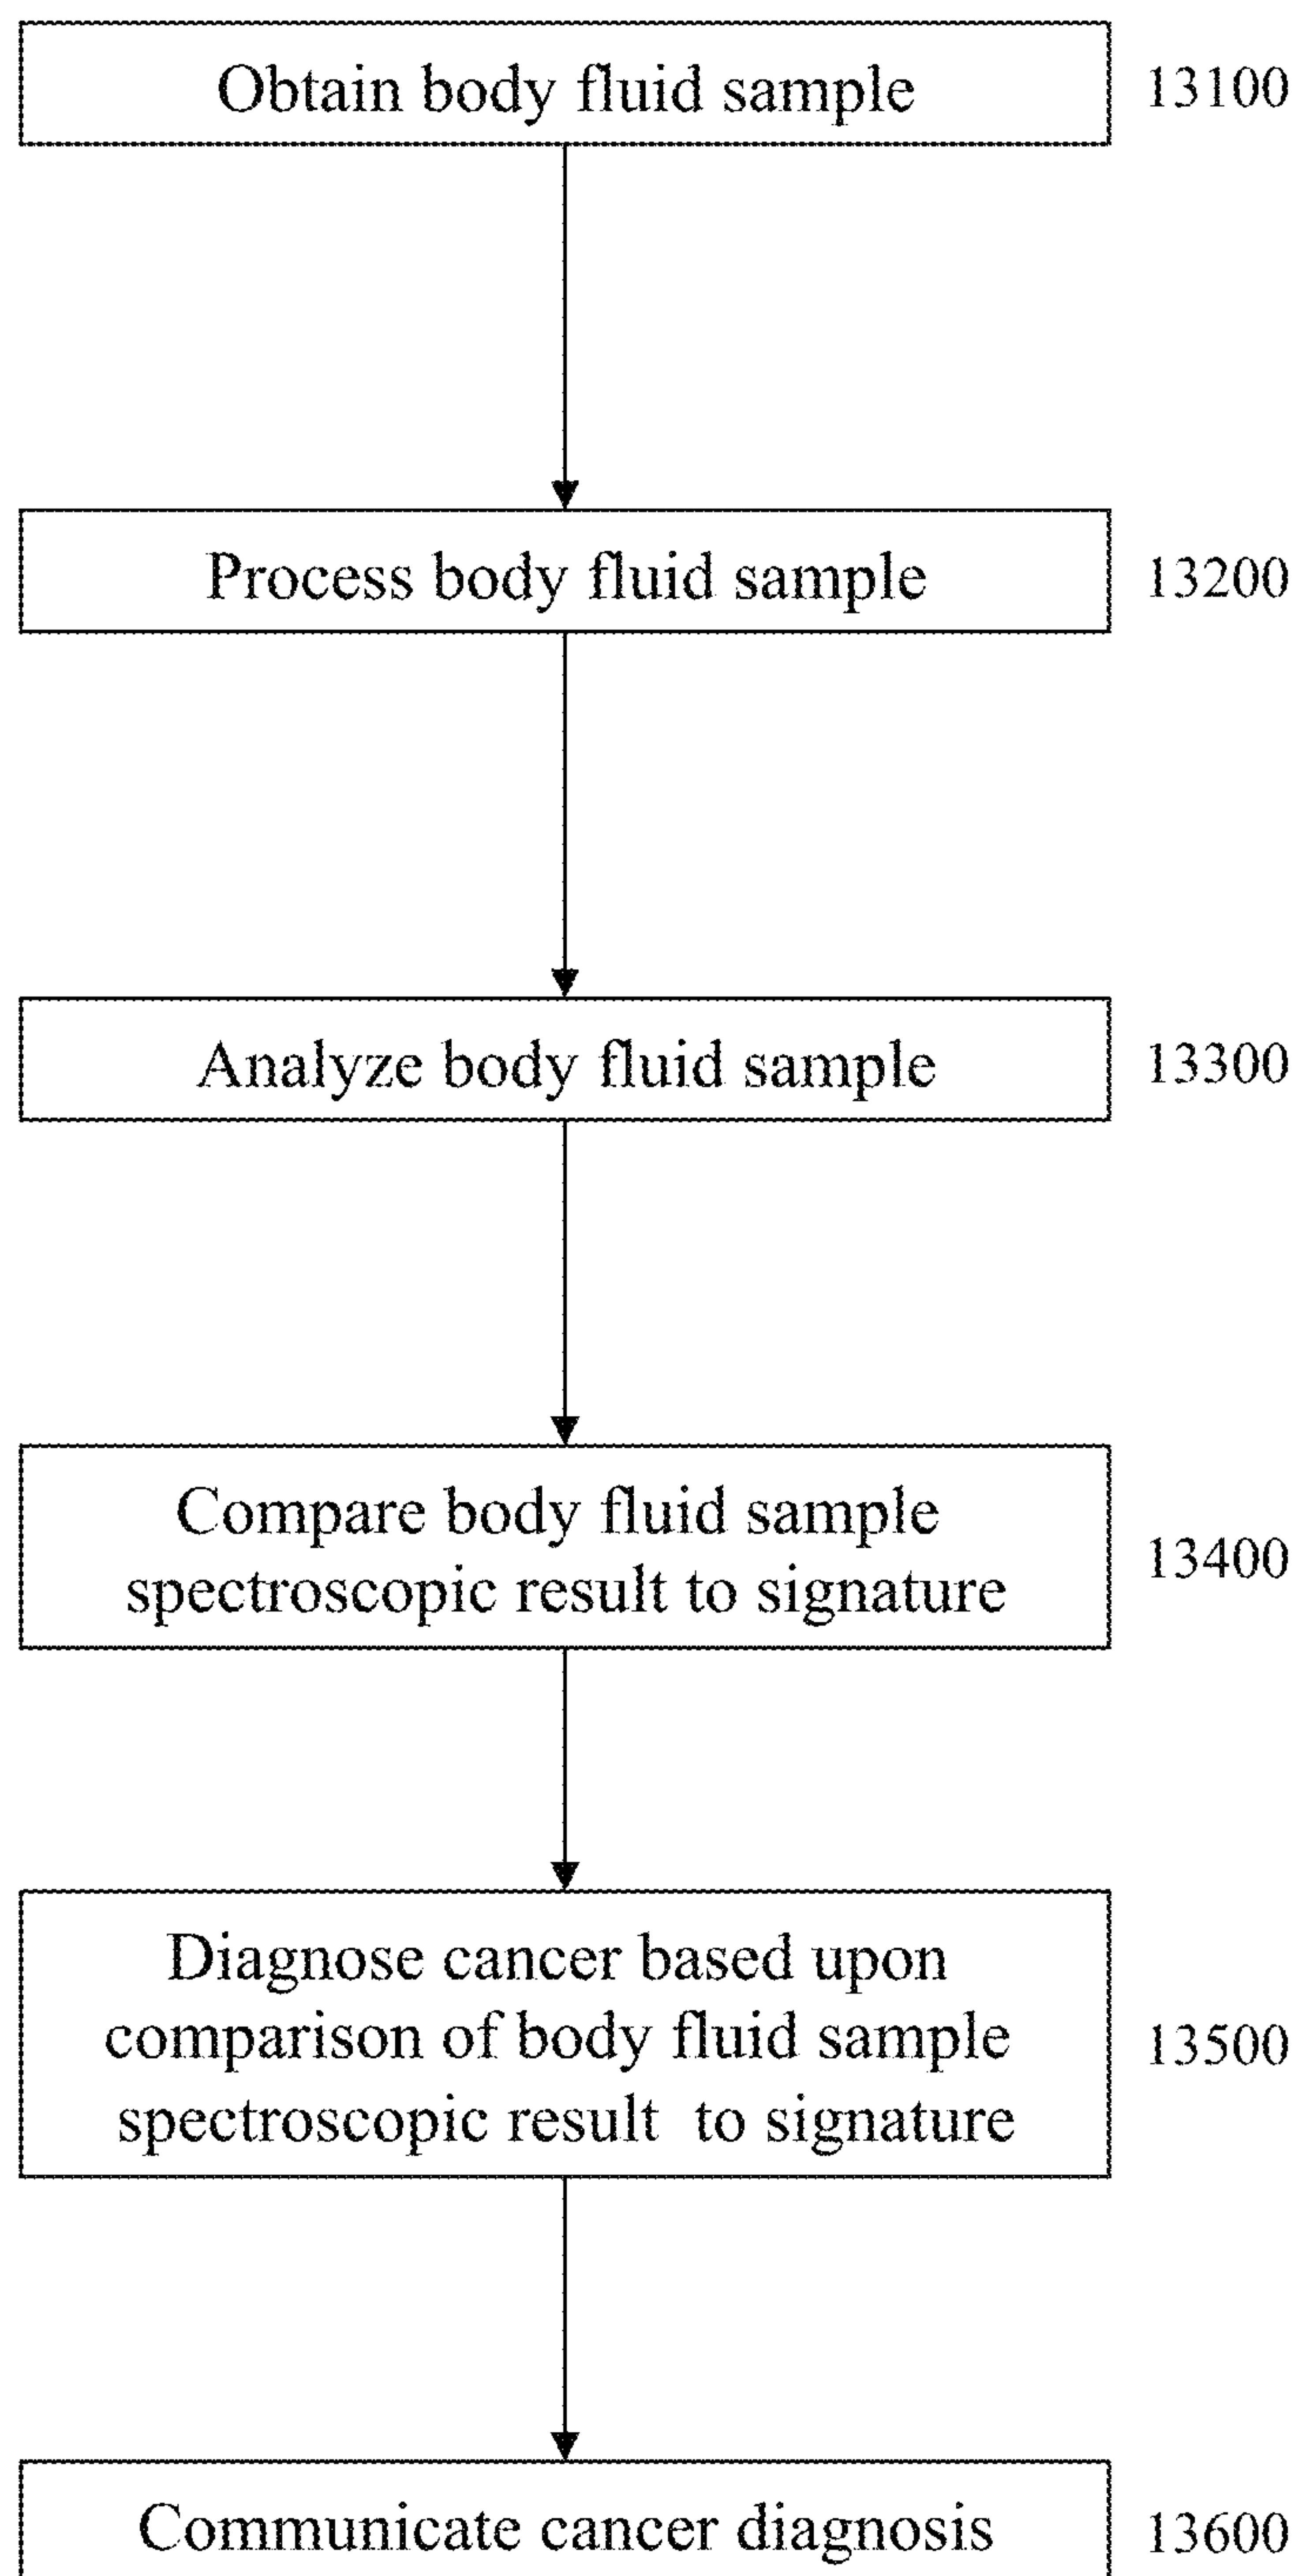 Obtain body fluid sample 13100
Process body fluid sample 13200
Analyze body fluid sample 13300
Compare body fluid sample
spectroscopic result to signature
13400
Diagnose cancer based upon
comparison of body fluid sample
spectroscopic result to signature
13500
Communicate cancer diagnosis 13600